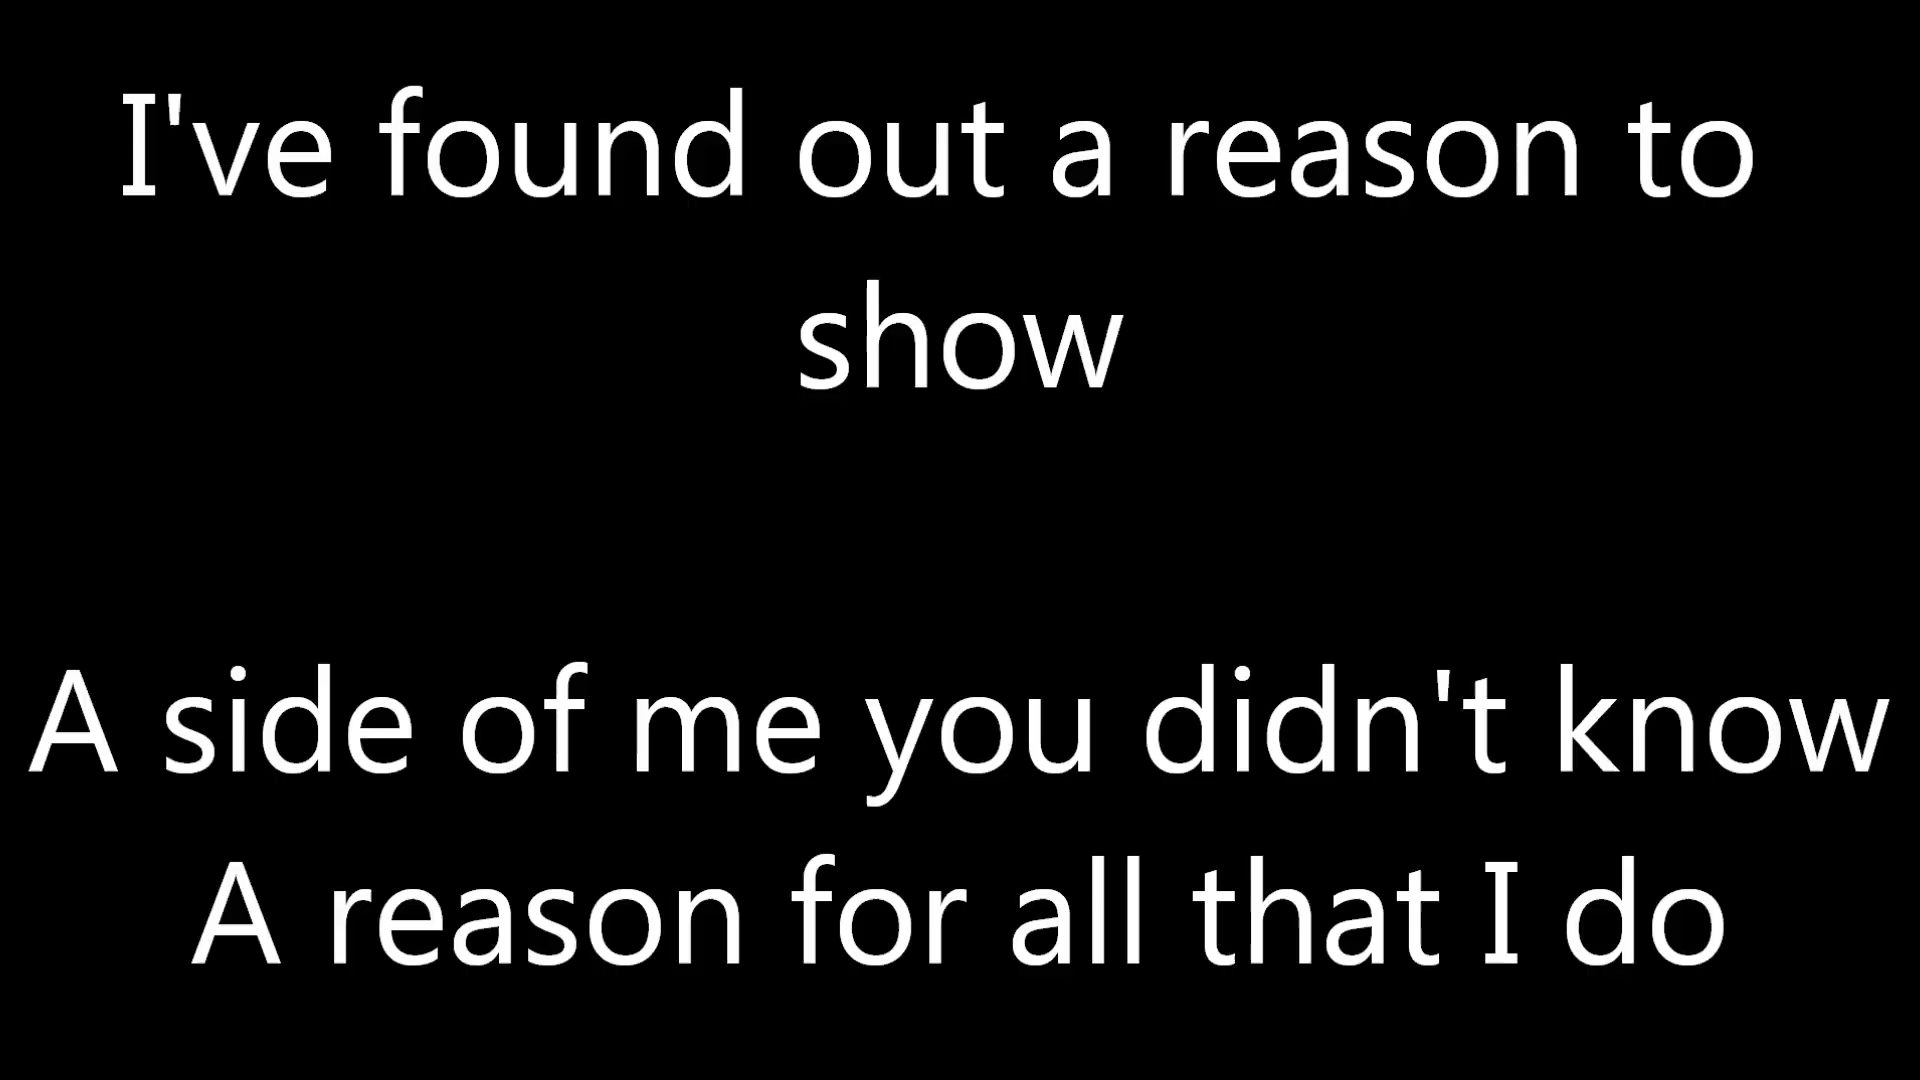 I've found out a reason to
show
A side of me you didn't know
A reason for all that I do